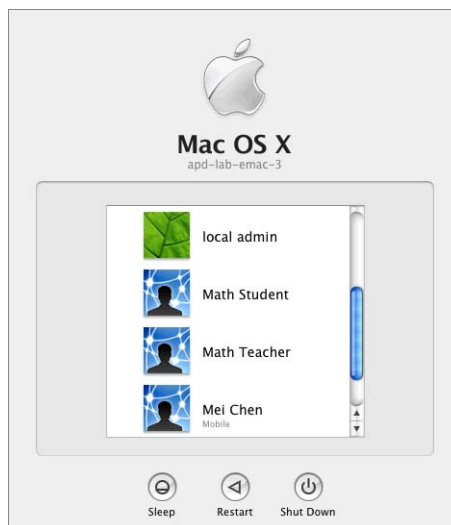 Mac OS X
apd-lab-emac-3
local admin
Math Student
Math Teacher
Mei Chen
Mobile
Sleep Restart Shut Down